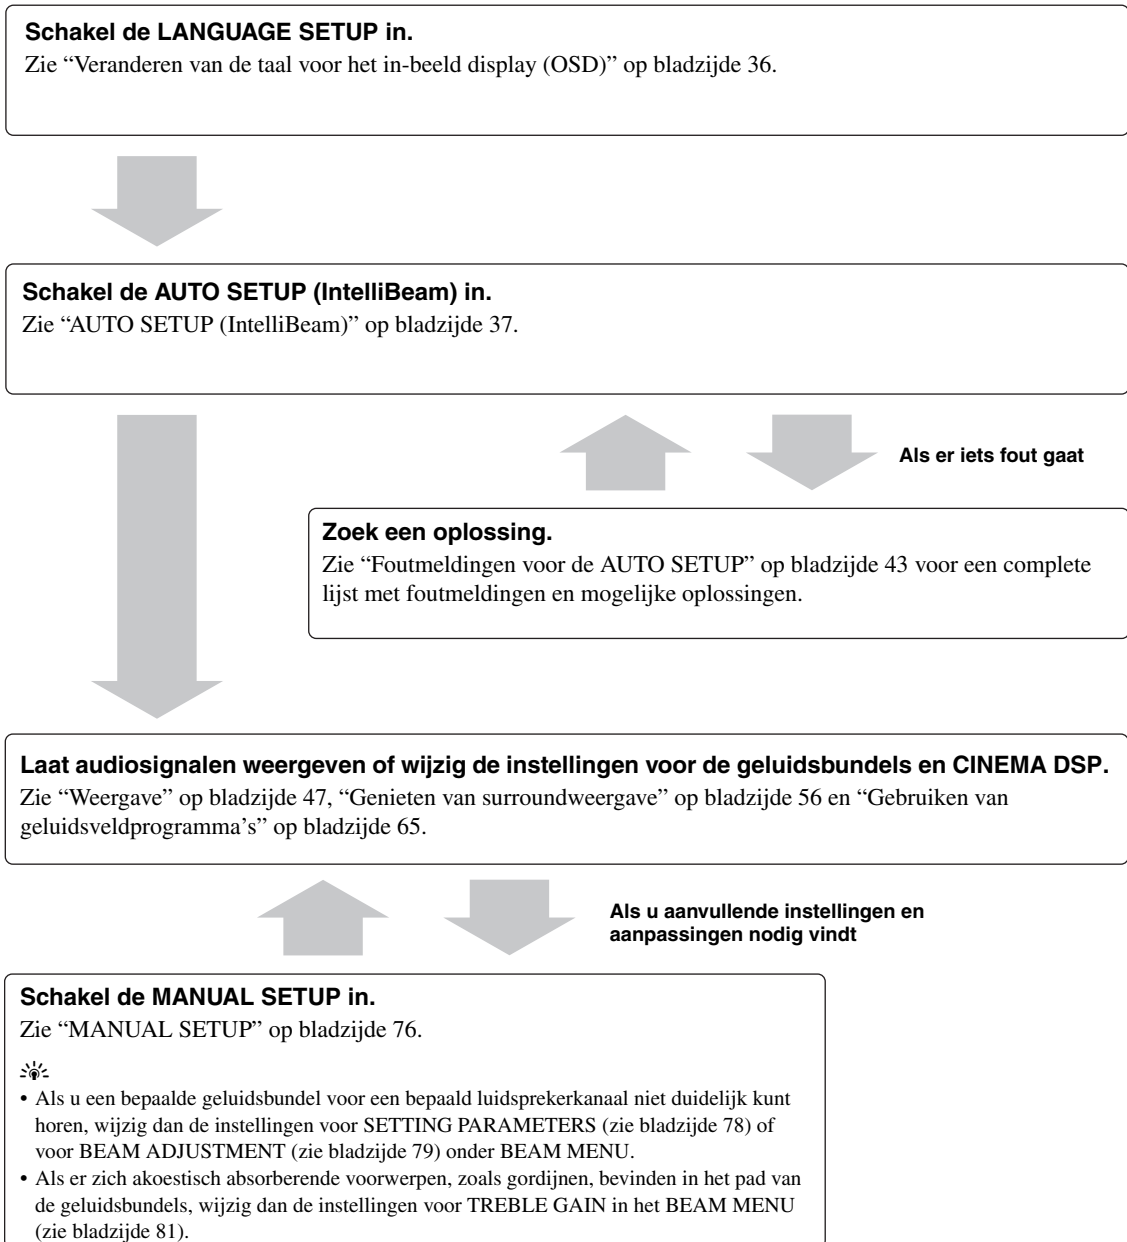 Schakel de LANGUAGE SETUP in.
Zie “Veranderen van de taal voor het in-beeld display (OSD)” op bladzijde 36.
Schakel de AUTO SETUP (IntelliBeam) in.
Zie “AUTO SETUP (IntelliBeam)” op bladzijde 37.
Als er iets fout gaat
Zoek een oplossing.
Zie “Foutmeldingen voor de AUTO SETUP” op bladzijde 43 voor een complete
lijst met foutmeldingen en mogelijke oplossingen.
Laat audiosignalen weergeven of wijzig de instellingen voor de geluidsbundels en CINEMA DSP.
Zie “Weergave” op bladzijde 47, “Genieten van surroundweergave” op bladzijde 56 en “Gebruiken van
geluidsveldprogramma’s” op bladzijde 65.
Als u aanvullende instellingen en
aanpassingen nodig vindt
Schakel de MANUAL SETUP in.
Zie “MANUAL SETUP” op bladzijde 76.
• Als u een bepaalde geluidsbundel voor een bepaald luidsprekerkanaal niet duidelijk kunt
horen, wijzig dan de instellingen voor SETTING PARAMETERS (zie bladzijde 78) of
voor BEAM ADJUSTMENT (zie bladzijde 79) onder BEAM MENU.
• Als er zich akoestisch absorberende voorwerpen, zoals gordijnen, bevinden in het pad van
de geluidsbundels, wijzig dan de instellingen voor TREBLE GAIN in het BEAM MENU
(zie bladzijde 81).